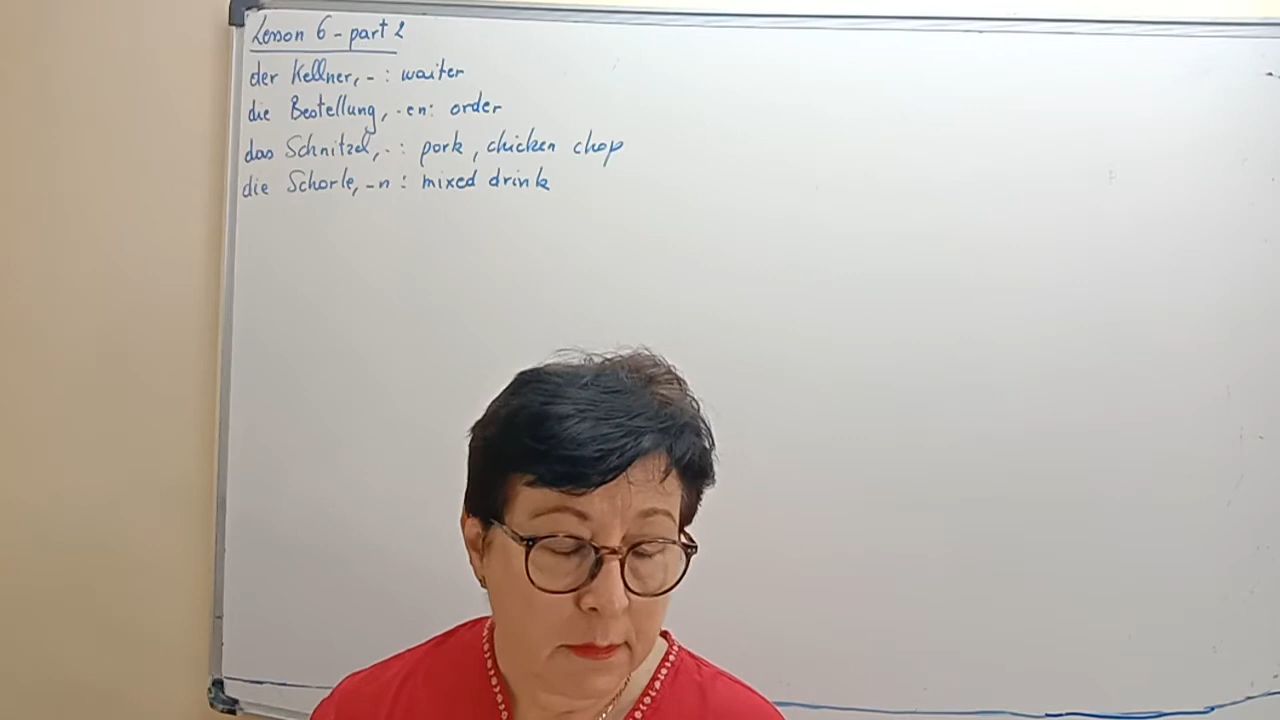 Lesson 6 - part 2
der Kellner, - : waiter
die Bestellung, -en: order
das Schnitzel, - : pork, chicken chop
die Schorle, -n : mixed drink